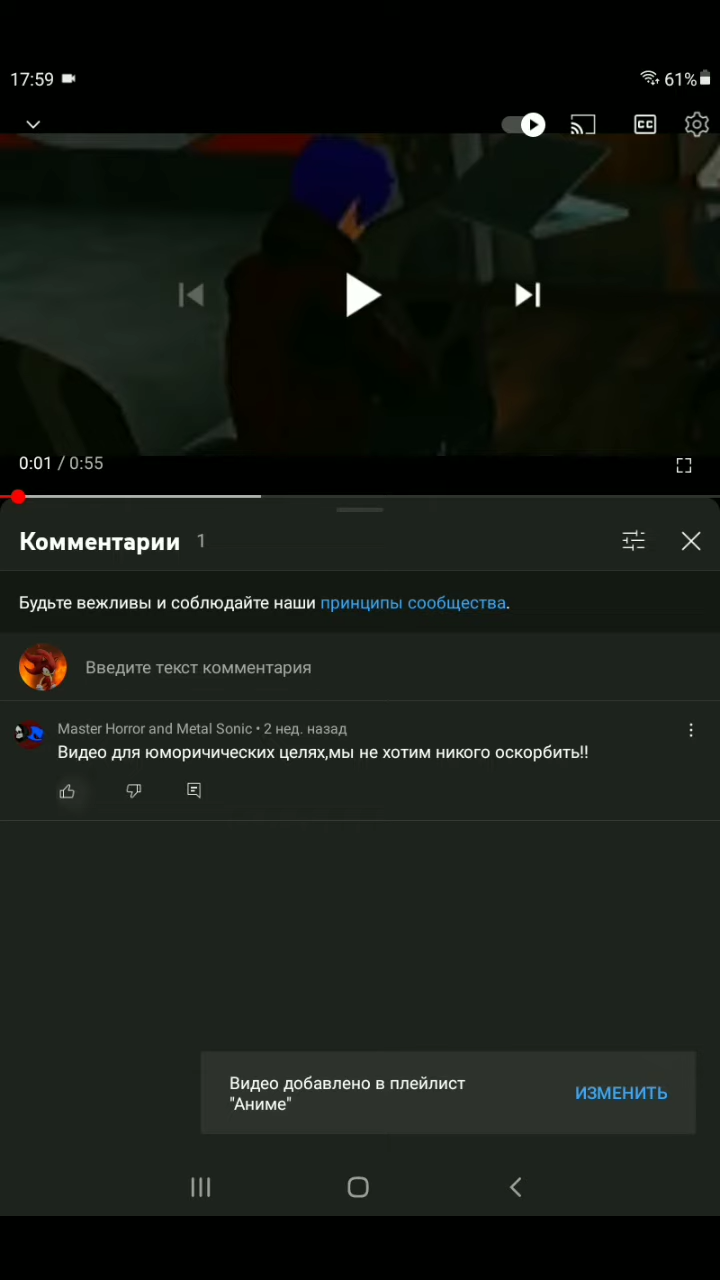 17:59
61%
CC
0:01 / 0:55
Комментарии 1
Будьте вежливы и соблюдайте наши принципы сообщества.
Введите текст комментария
Master Horror and Metal Sonic • 2 нед. назад
Видео для юморичических целях,мы не хотим никого оскорбить!!
Видео добавлено в плейлист
"Аниме"
ИЗМЕНИТЬ